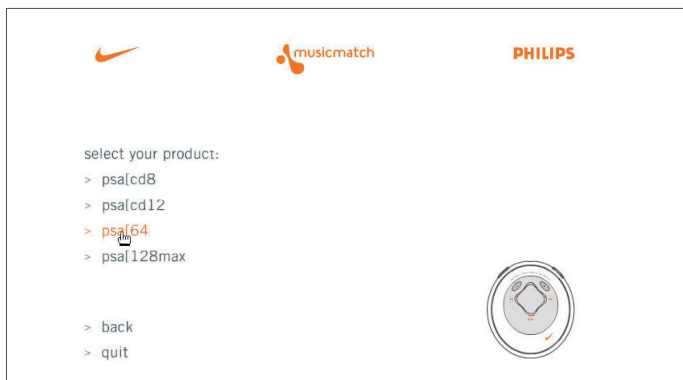 musicmatch
PHILIPS
select your product:
> psa[cd8
> psa[cd12
> psa[64
> psa[128max
> back
> quit